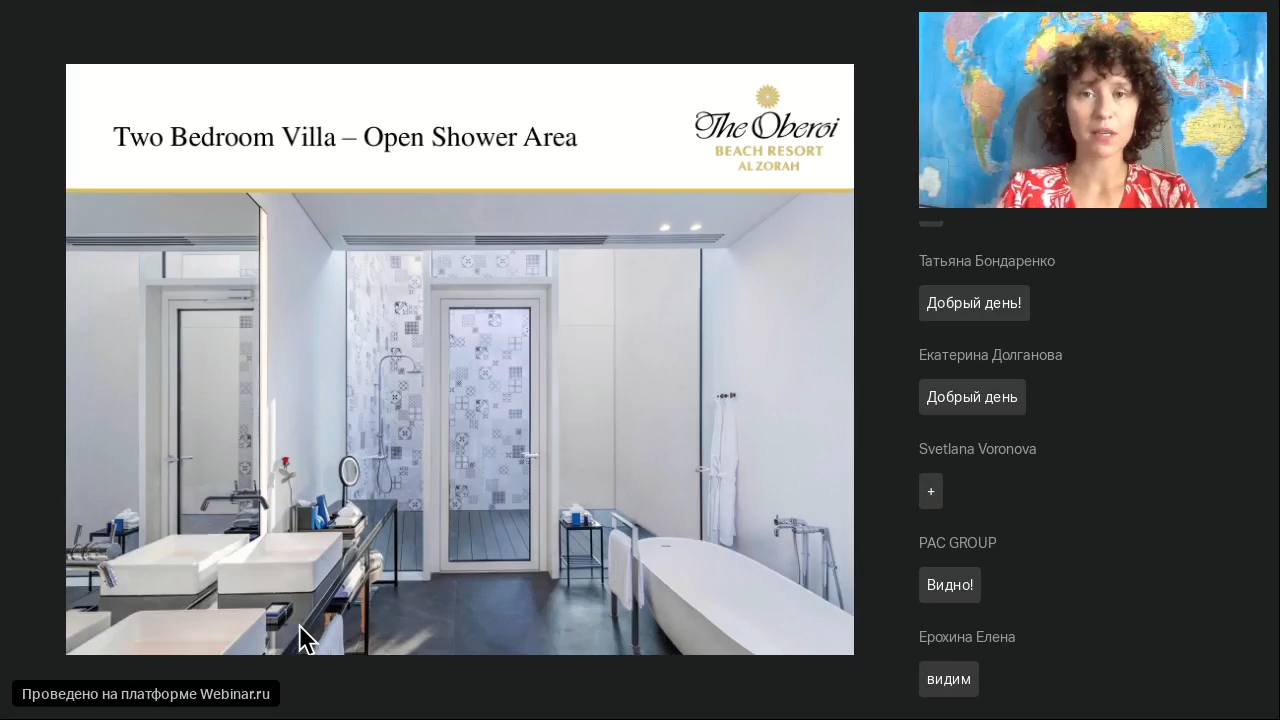 Two Bedroom Villa – Open Shower Area
The Oberoi
BEACH RESORT
AL ZORAH
Татьяна Бондаренко
Добрый день!
Екатерина Долганова
Добрый день
Svetlana Voronova
+
PAC GROUP
Видно!
Ерохина Елена
видим
Проведено на платформе Webinar.ru